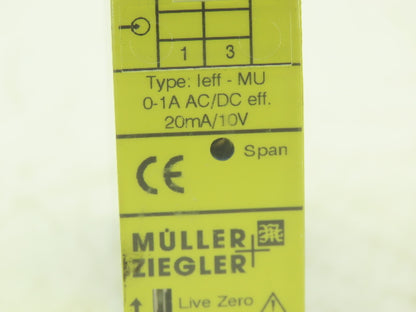 1 3
Type: Ieff - MU
0-1A AC/DC eff.
20mA/10V
Span
CE
MÜLLER
ZIEGLER
Live Zero